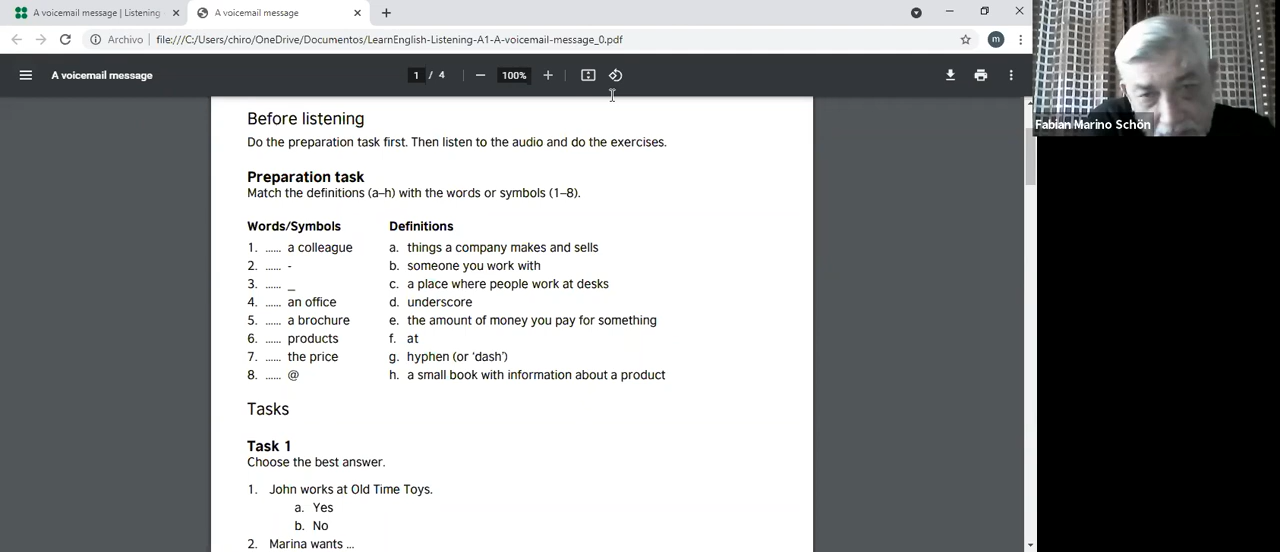 A voicemail message | Listening
A voicemail message
Archivo
file:///C:/Users/chiro/OneDrive/Documentos/LearnEnglish-Listening-A1-A-voicemail-message_0.pdf
m
A voicemail message
1 / 4
100%
Fabian Marino Schön
Before listening
Do the preparation task first. Then listen to the audio and do the exercises.
Preparation task
Match the definitions (a–h) with the words or symbols (1–8).
Words/Symbols Definitions
1. ...... a colleague a. things a company makes and sells
2. ...... - b. someone you work with
3. ...... _ c. a place where people work at desks
4. ...... an office d. underscore
5. ...... a brochure e. the amount of money you pay for something
6. ...... products f. at
7. ...... the price g. hyphen (or ‘dash’)
8. ...... @ h. a small book with information about a product
Tasks
Task 1
Choose the best answer.
1. John works at Old Time Toys.
a. Yes
b. No
2. Marina wants ...